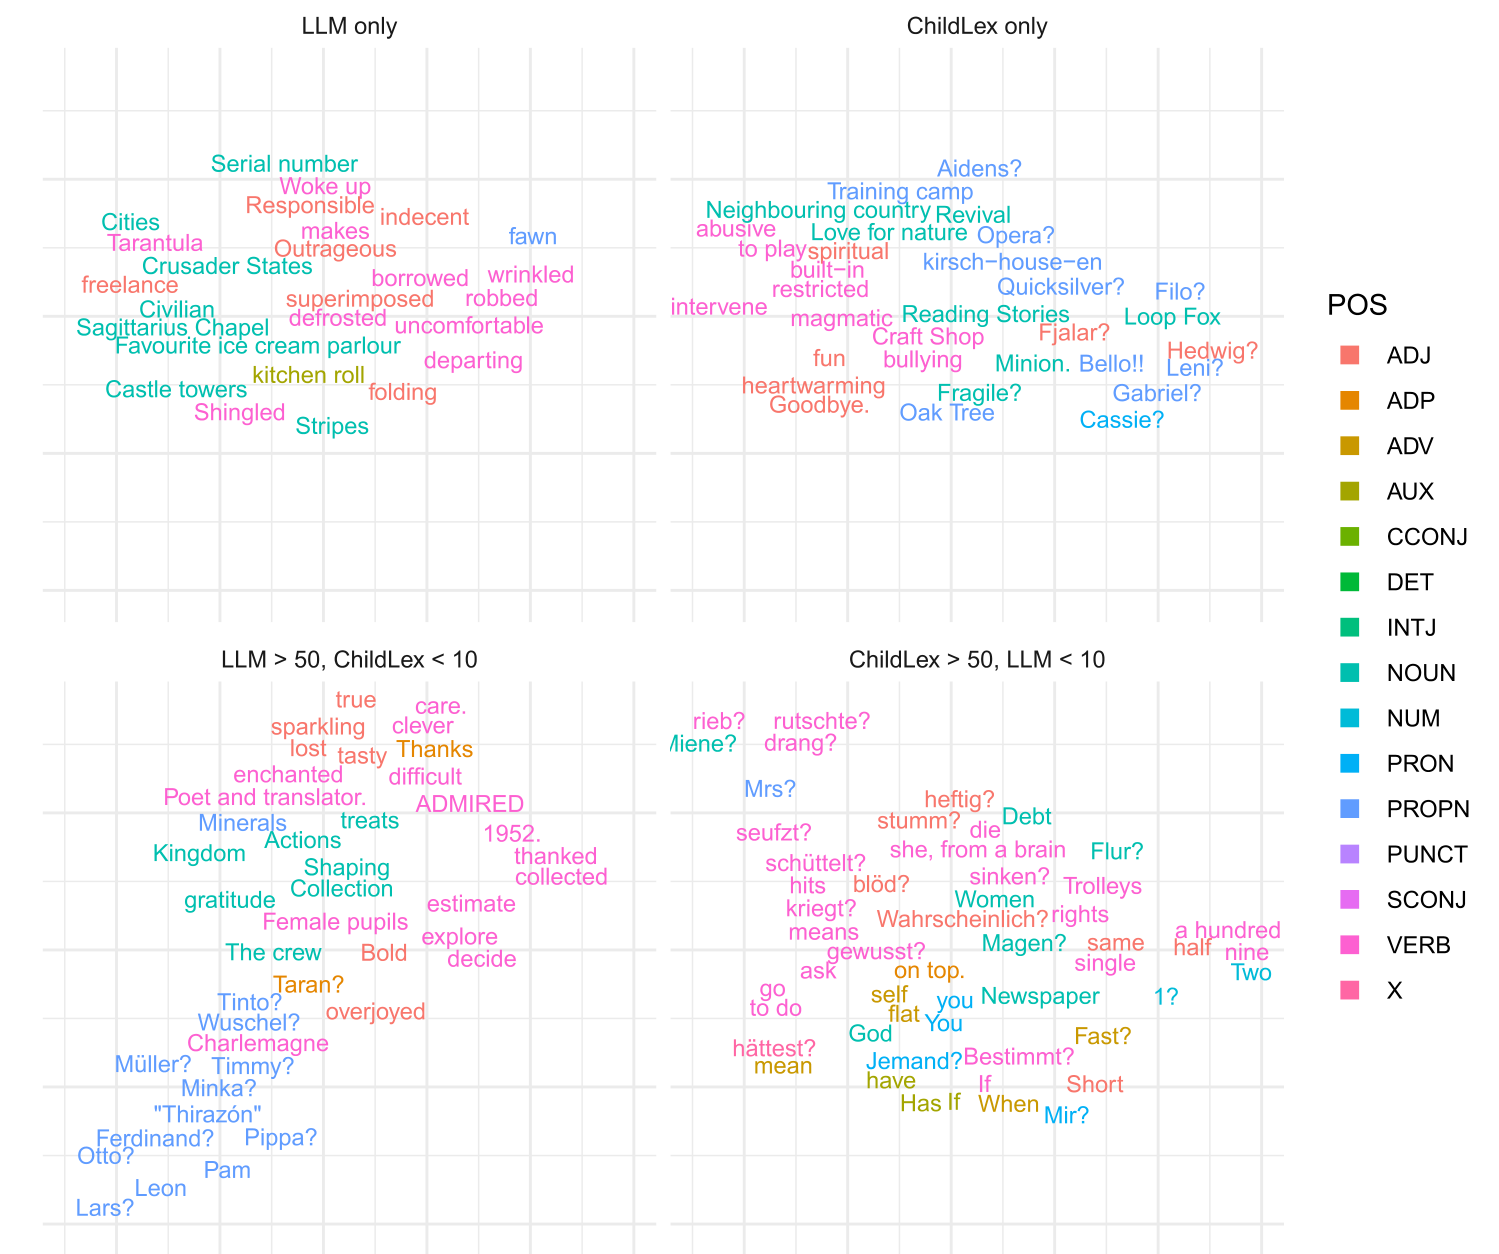 LLM only
Serial number
Woke up
Responsible
indecent
Cities
makes
fawn
Tarantula
Outrageous
Crusader States
borrowed
wrinkled
freelance
superimposed
robbed
Civilian
defrosted
uncomfortable
Sagittarius Chapel
Favourite ice cream parlour
departing
kitchen roll
Castle towers
folding
Shingled
Stripes
ChildLex only
Aidens?
Training camp
Neighbouring country
Revival
abusive
Love for nature
Opera?
to play
spiritual
built−in
kirsch−house−en
restricted
Quicksilver?
Filo?
intervene
magmatic
Reading Stories
Loop Fox
Craft Shop
Fjalar?
fun
bullying
Minion.
Bello!!
Hedwig?
Leni?
heartwarming
Fragile?
Gabriel?
Goodbye.
Oak Tree
Cassie?
LLM > 50, ChildLex < 10
true
care.
sparkling
clever
lost
tasty
Thanks
enchanted
difficult
Poet and translator.
ADMIRED
Minerals
treats
1952.
Actions
Kingdom
thanked
Shaping
collected
Collection
gratitude
estimate
Female pupils
explore
The crew
Bold
decide
Taran?
Tinto?
overjoyed
Wuschel?
Charlemagne
Müller?
Timmy?
Minka?
"Thirazón"
Ferdinand?
Pippa?
Otto?
Pam
Leon
Lars?
ChildLex > 50, LLM < 10
rieb?
rutschte?
Miene?
drang?
Mrs?
heftig?
stumm?
Debt
seufzt?
die
she, from a brain
Flur?
schüttelt?
hits
blöd?
sinken?
Trolleys
kriegt?
Women
Wahrscheinlich?
rights
means
a hundred
gewusst?
Magen?
same
half
nine
ask
on top.
single
Two
go
self
you
Newspaper
1?
to do
flat
You
God
Fast?
hättest?
Jemand?
Bestimmt?
mean
have
If
Short
Has
If
When
Mir?
POS
ADJ
ADP
ADV
AUX
CCONJ
DET
INTJ
NOUN
NUM
PRON
PROPN
PUNCT
SCONJ
VERB
X